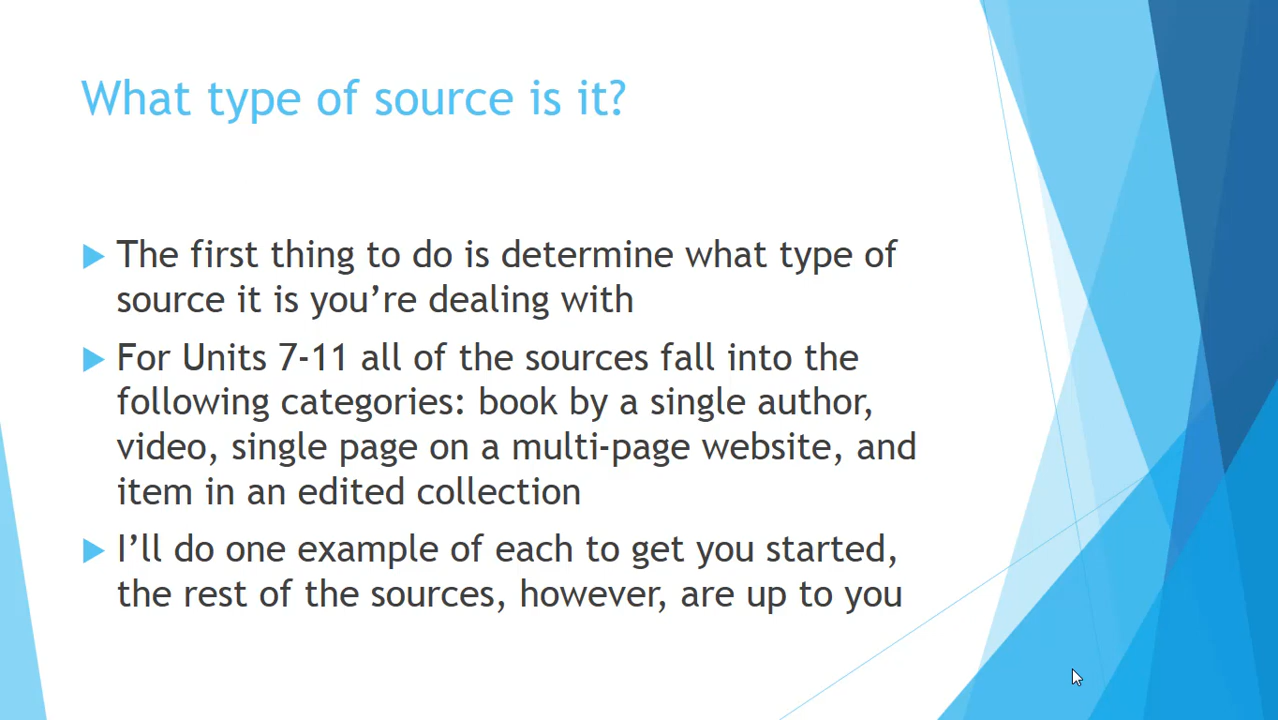 What type of source is it?
The first thing to do is determine what type of
source it is you’re dealing with
For Units 7-11 all of the sources fall into the
following categories: book by a single author,
video, single page on a multi-page website, and
item in an edited collection
I’ll do one example of each to get you started,
the rest of the sources, however, are up to you